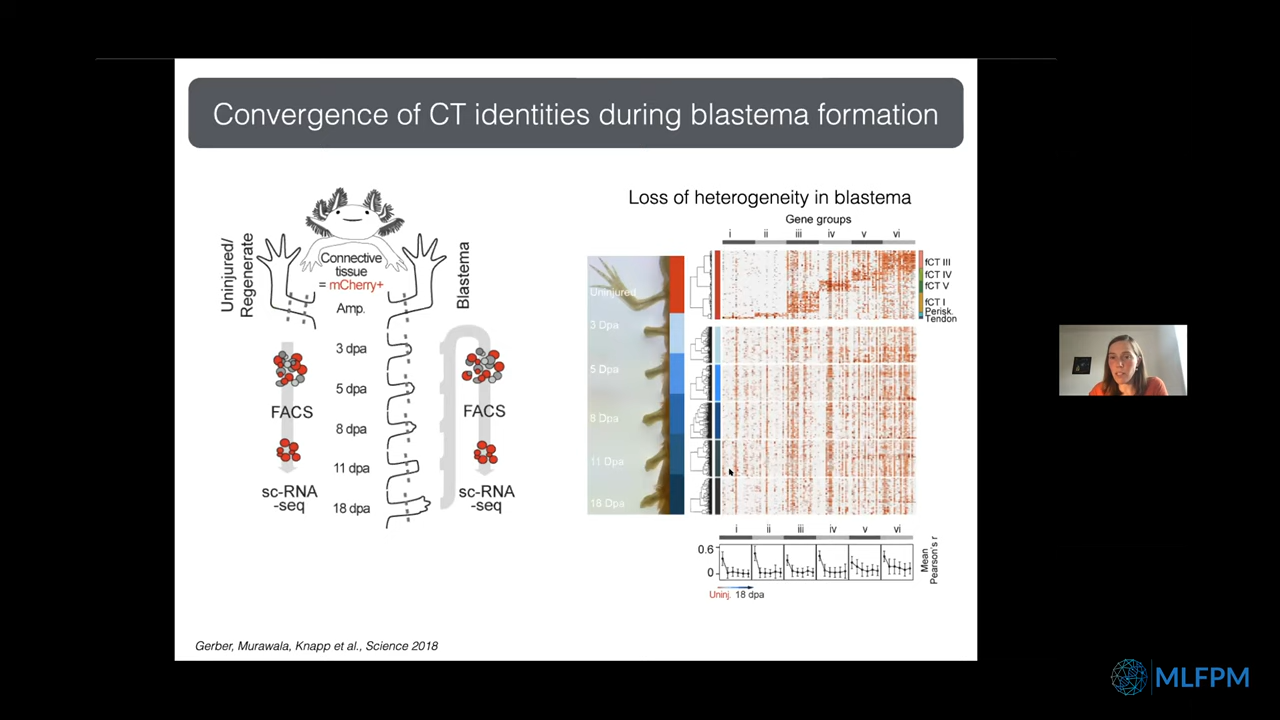 Convergence of CT identities during blastema formation
Uninjured/
Regenerate
Connective
tissue
= mCherry+
Amp.
Blastema
3 dpa
5 dpa
8 dpa
11 dpa
18 dpa
FACS
sc-RNA
-seq
FACS
sc-RNA
-seq
Loss of heterogeneity in blastema
Gene groups
i ii iii iv v vi
Uninjured
3 Dpa
5 Dpa
8 Dpa
11 Dpa
18 Dpa
fCT III
fCT IV
fCT V
fCT I
Perisk.
Tendon
i ii iii iv v vi
0.6
0
Mean
Pearson's r
Uninj. 18 dpa
Gerber, Murawala, Knapp et al., Science 2018
MLFPM